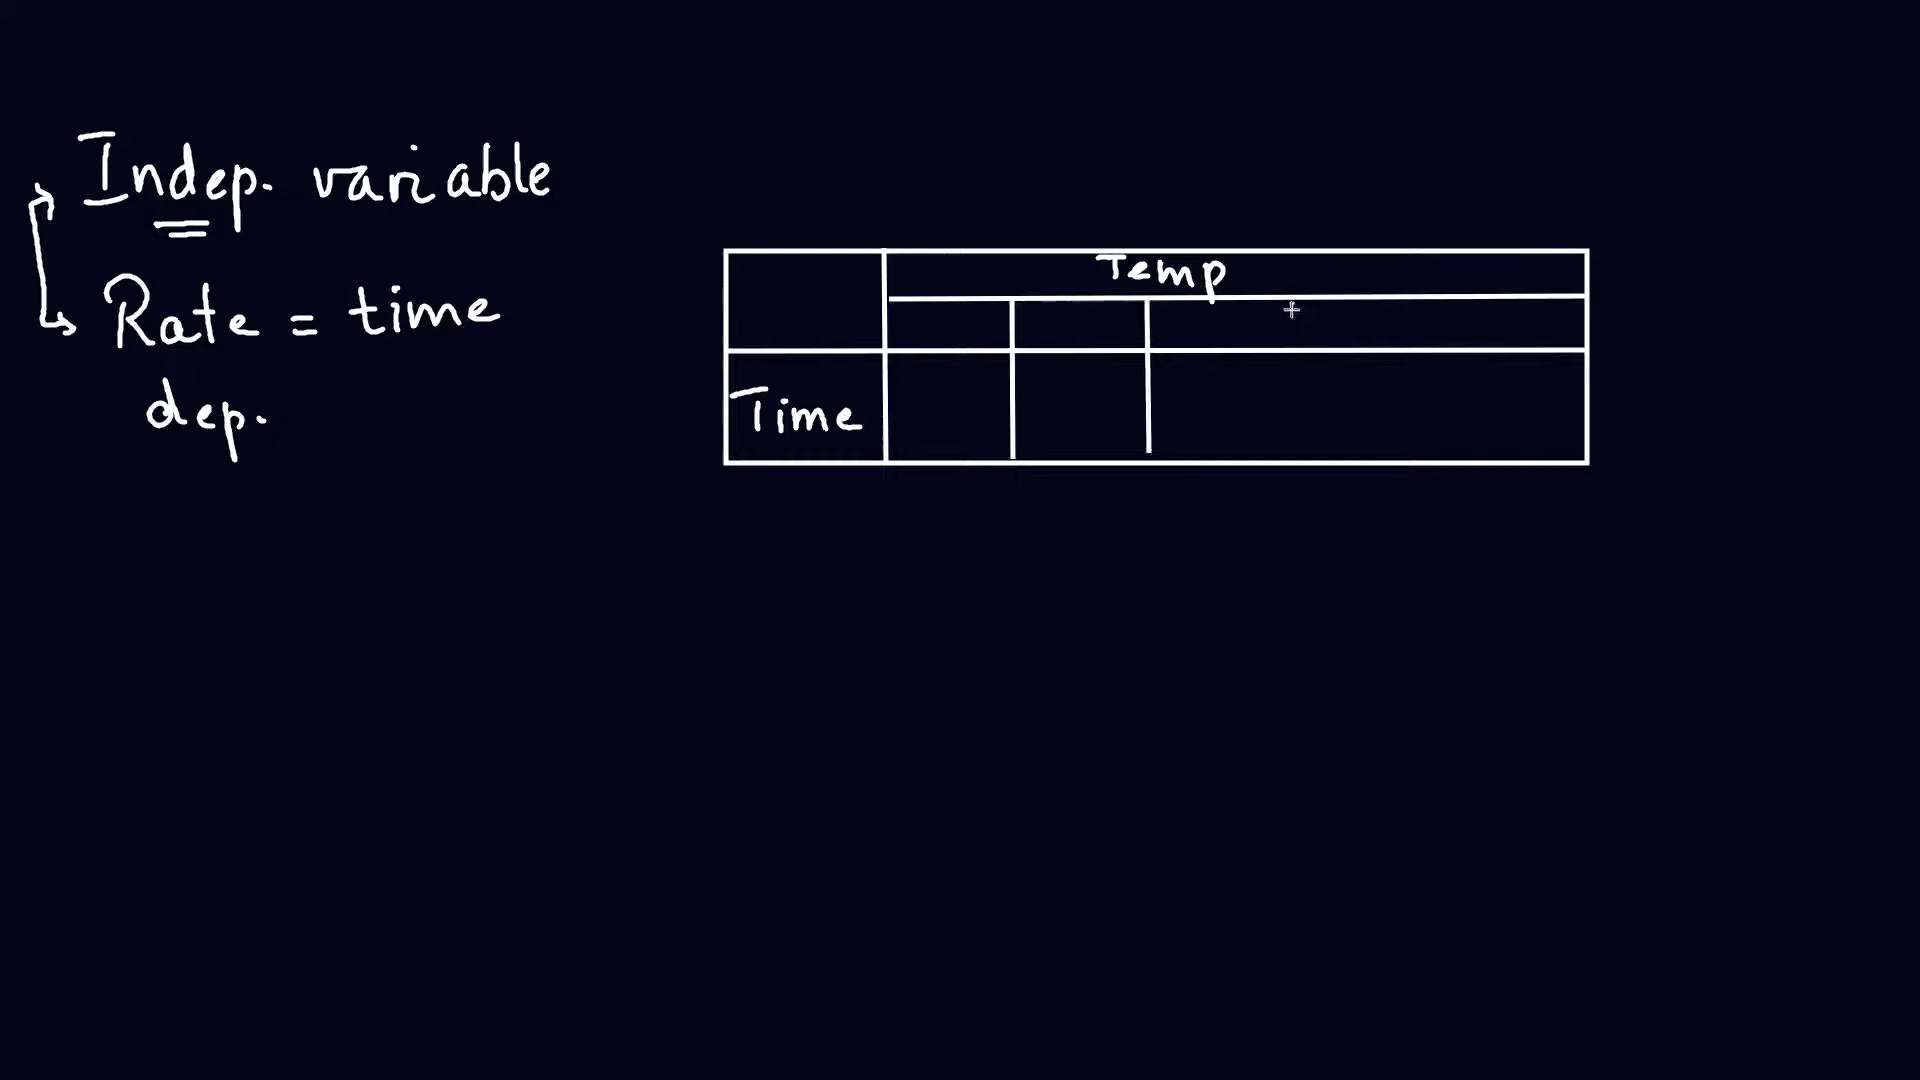 Indep. variable
Rate = time
dep.
Temp
Time